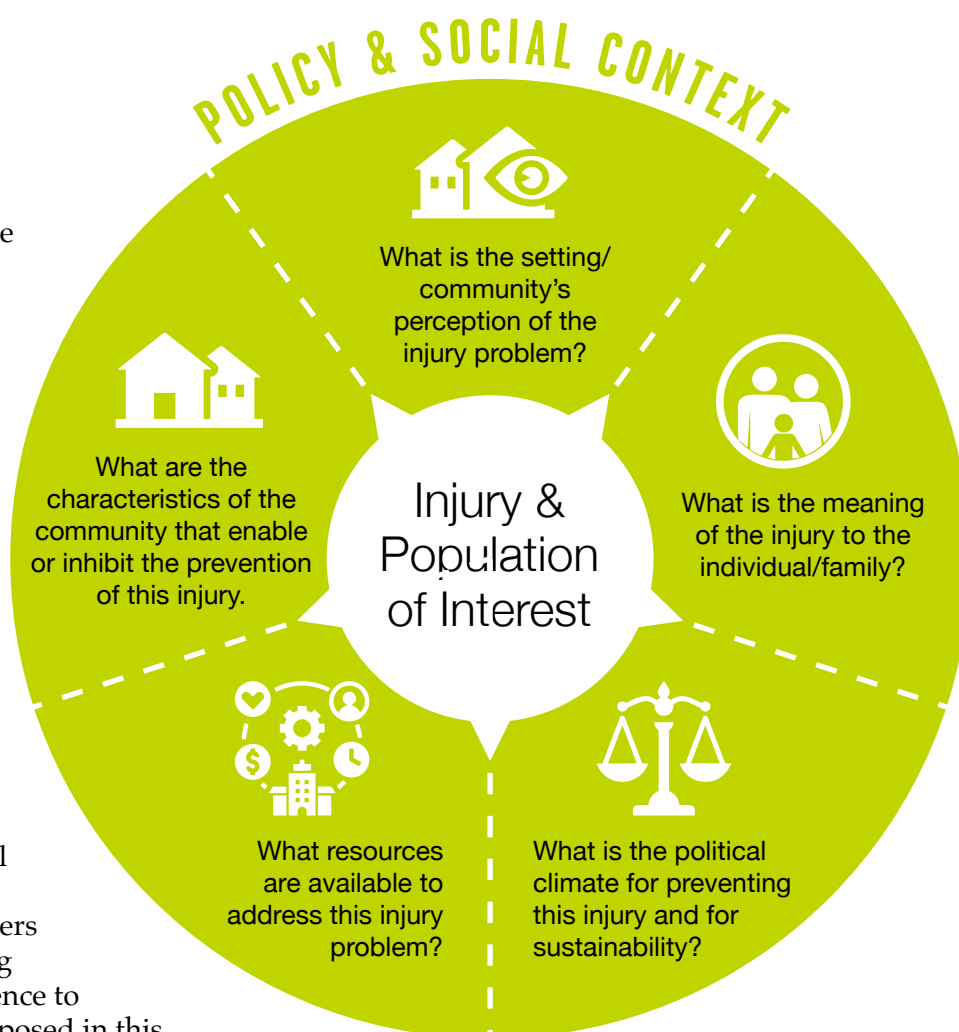 POLICY & SOCIAL CONTEXT
What is the setting/
community’s
perception of the
injury problem?
What is the meaning
of the injury to the
individual/family?
What is the political
climate for preventing
this injury and for
sustainability?
What resources
are available to
address this injury
problem?
What are the
characteristics of the
community that enable
or inhibit the prevention
of this injury.
Injury &
Population
of Interest
$
posed in this